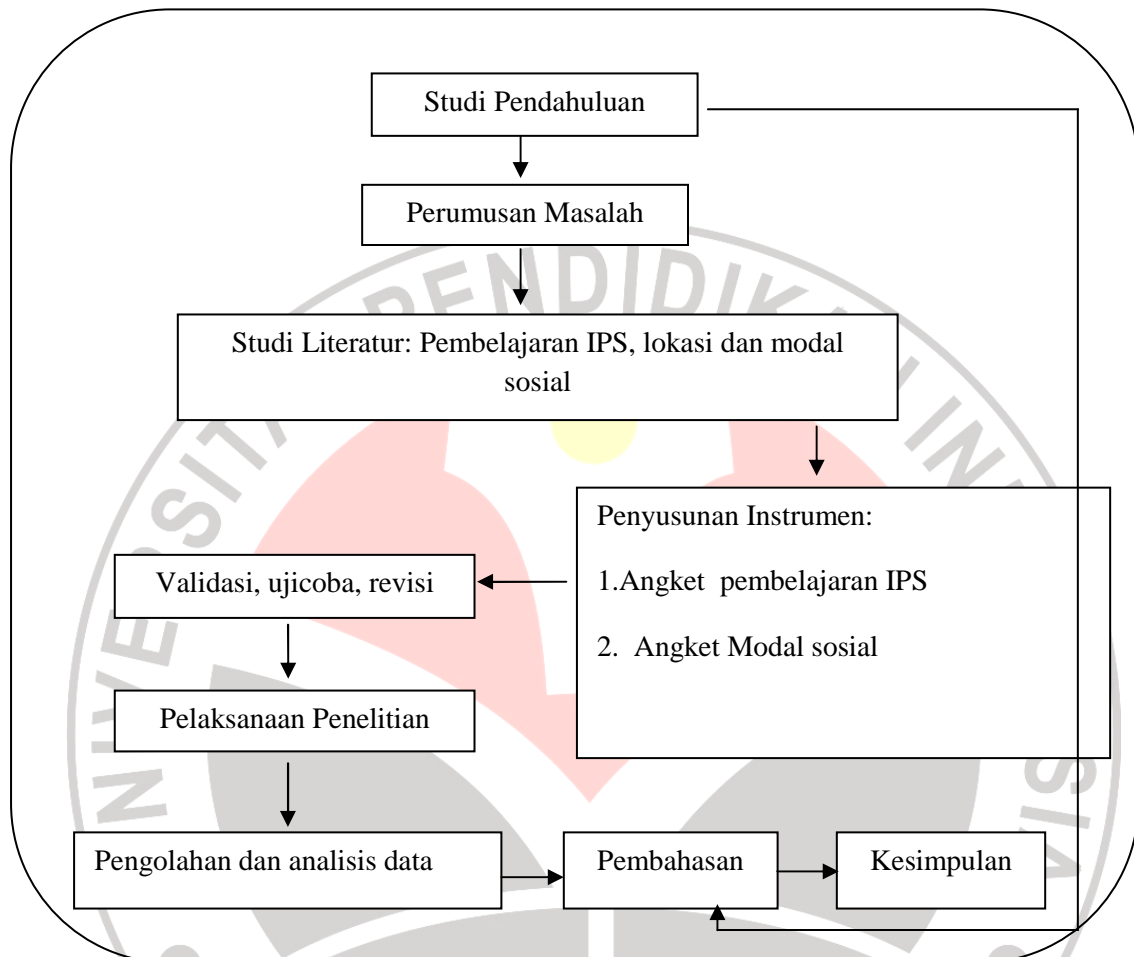 Studi Pendahuluan
Perumusan Masalah
Studi Literatur: Pembelajaran IPS, lokasi dan modal
sosial
Penyusunan Instrumen:
1.Angket pembelajaran IPS
2. Angket Modal sosial
Validasi, ujicoba, revisi
Pelaksanaan Penelitian
Pengolahan dan analisis data
Pembahasan
Kesimpulan